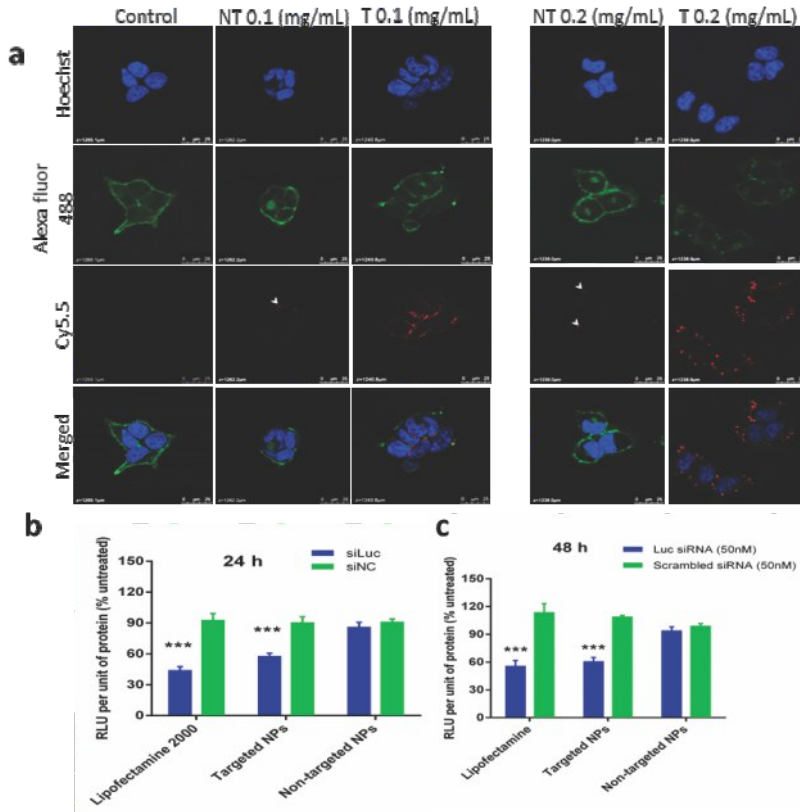 Control NT 0.1 (mg/mL) T 0.1 (mg/mL) NT 0.2 (mg/mL) T 0.2 (mg/mL)
a
Hoechst
Alexa fluor 488
Cy5.5
Merged
b
24 h
siLuc
siNC
RLU per unit of protein (% untreated)
150
120
90
60
30
0
***
***
Lipofectamine 2000
Targeted NPs
Non-targeted NPs
c
48 h
Luc siRNA (50nM)
Scrambled siRNA (50nM)
RLU per unit of protein (% untreated)
150
120
90
60
30
0
***
***
Lipofectamine
Targeted NPs
Non-targeted NPs